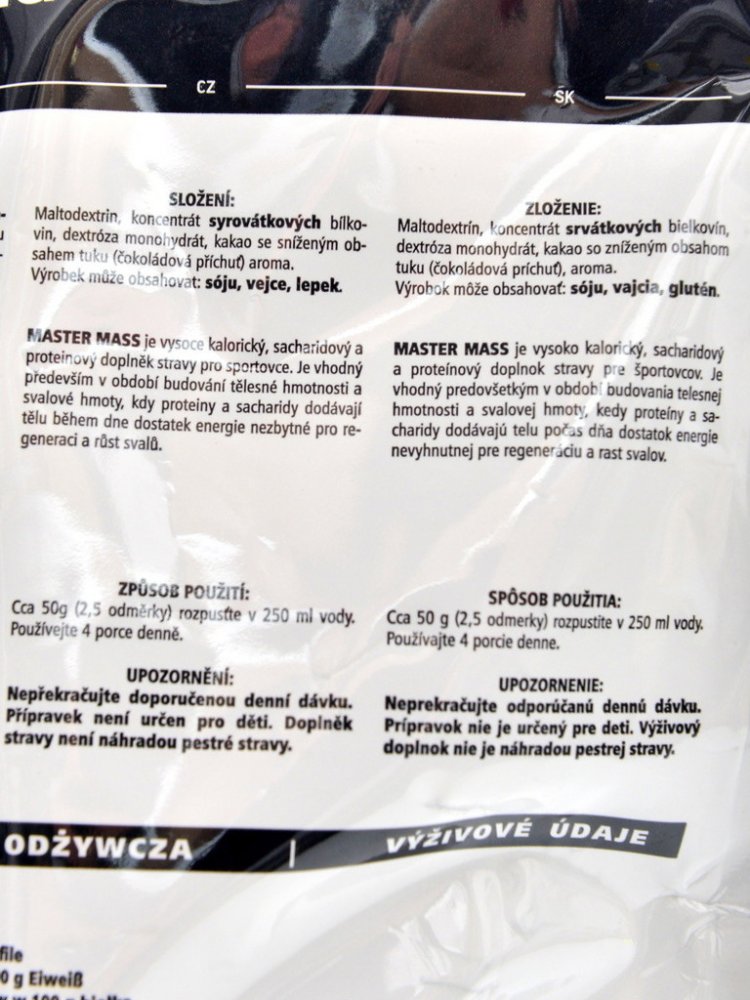 CZ
SLOŽENÍ:
Maltodextrin, koncentrát syrovátkových bílko-
vin, dextróza monohydrát, kakao se sníženým ob-
sahem tuku (čokoládová příchuť) aroma.
Výrobek může obsahovat: sóju, vejce, lepek.
MASTER MASS je vysoce kalorický, sacharidový a
proteinový doplněk stravy pro sportovce. Je vhodný
především v období budování tělesné hmotnosti a
svalové hmoty, kdy proteiny a sacharidy dodávají
tělu během dne dostatek energie nezbytné pro re-
generaci a růst svalů.
ZPŮSOB POUŽITÍ:
Cca 50g (2,5 odměrky) rozpusťte v 250 ml vody.
Používejte 4 porce denně.
UPOZORNĚNÍ:
Nepřekračujte doporučenou denní dávku.
Přípravek není určen pro děti. Doplněk
stravy není náhradou pestré stravy.
SK
ZLOŽENIE:
Maltodextrín, koncentrát srvátkových bielkovín,
dextróza monohydrát, kakao so zníženým obsahom
tuku (čokoládová príchuť), aroma.
Výrobok môže obsahovať: sóju, vajcia, glutén.
MASTER MASS je vysoko kalorický, sacharidový
a proteínový doplnok stravy pre športovcov. Je
vhodný predovšetkým v období budovania telesnej
hmotnosti a svalovej hmoty, kedy proteíny a sa-
charidy dodávajú telu počas dňa dostatok energie
nevyhnutnej pre regeneráciu a rast svalov.
SPÔSOB POUŽITIA:
Cca 50 g (2,5 odmerky) rozpustite v 250 ml vody.
Používajte 4 porcie denne.
UPOZORNENIE:
Neprekračujte odporúčanú dennú dávku.
Prípravok nie je určený pre deti. Výživový
doplnok nie je náhradou pestrej stravy.
ODŻYWCZA | VÝŽIVOVÉ ÚDAJE
file
0 g Eiweiß